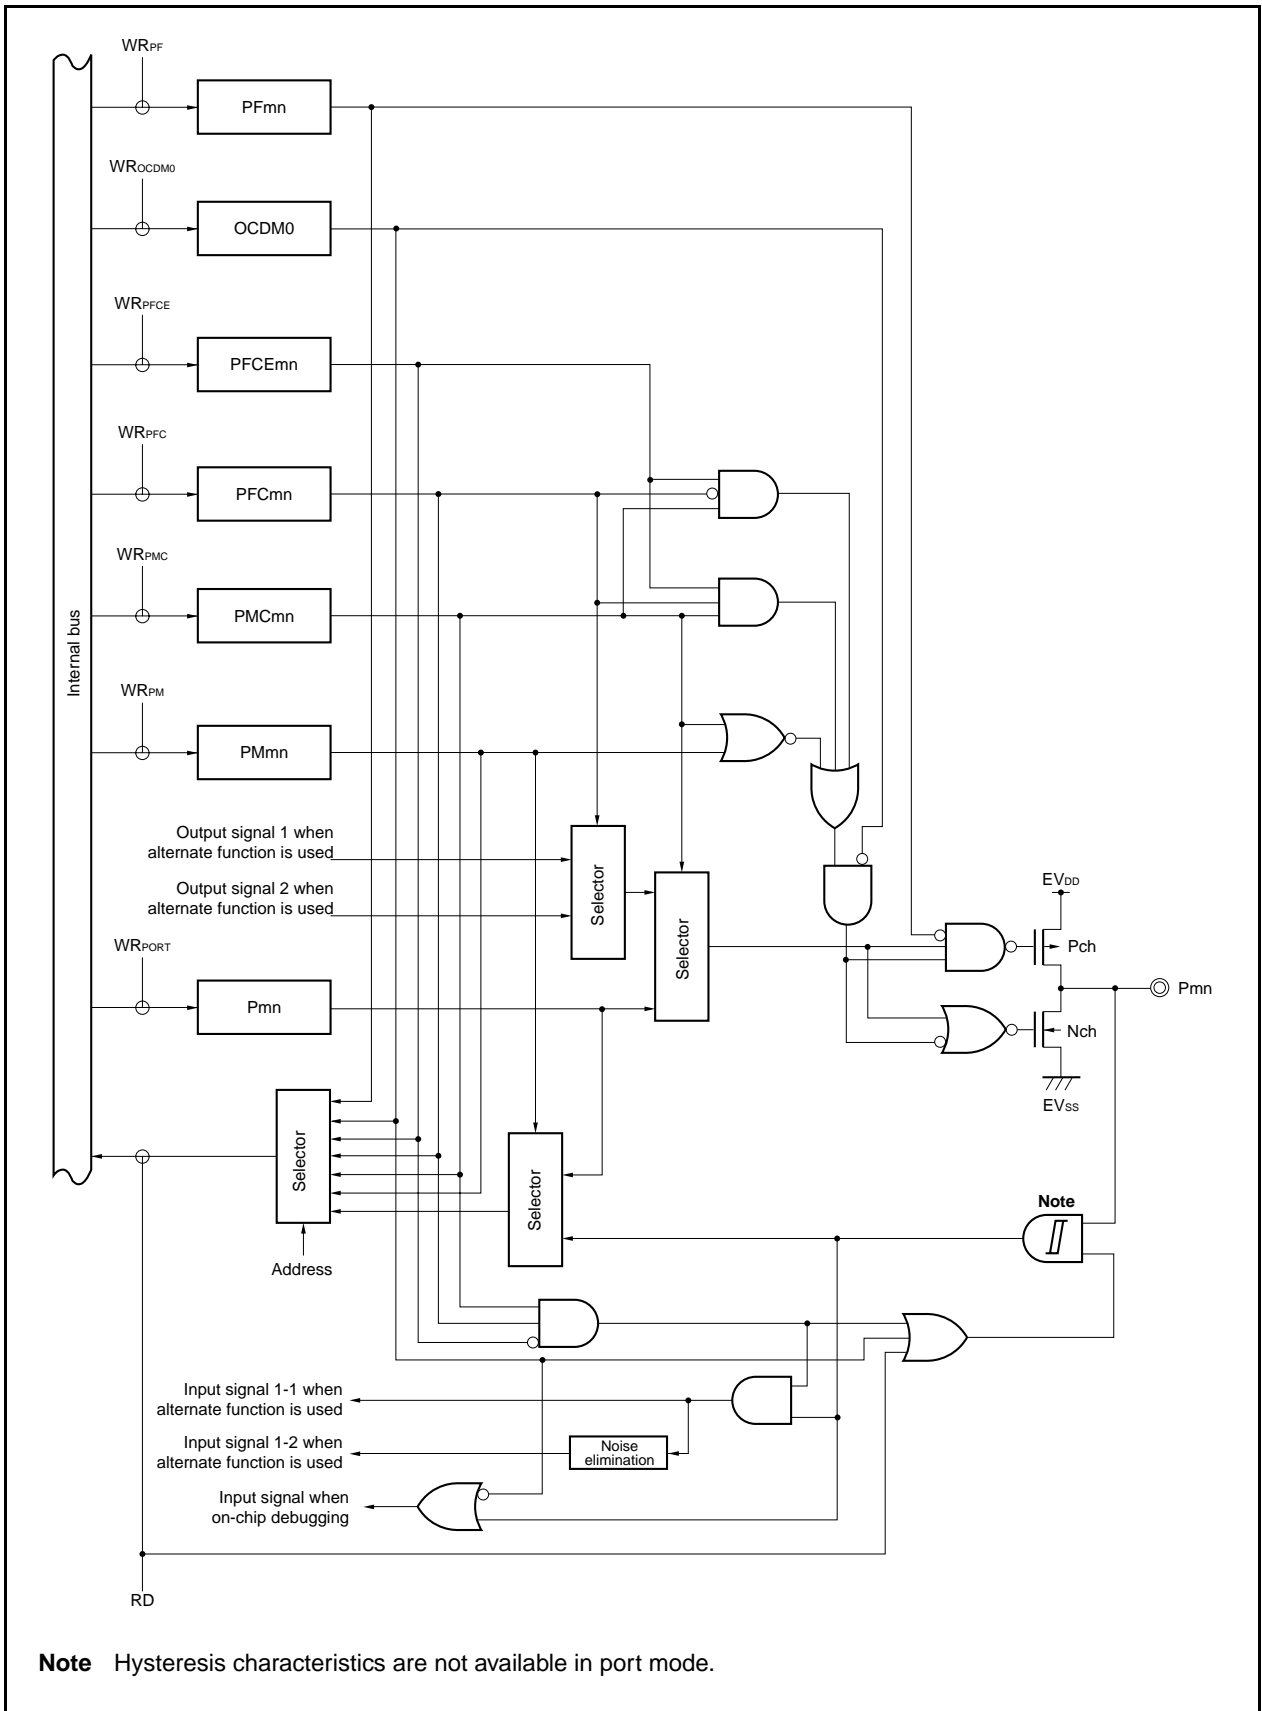 WRPF
PFmn
WROCDM0
OCDM0
WRPFCE
PFCEmn
WRPFC
PFCmn
WRPMC
PMCmn
Internal bus
WRPM
PMmn
Output signal 1 when
alternate function is used
Output signal 2 when
alternate function is used
Selector
Selector
EVDD
Pch
WRPORT
Pmn
Pmn
Nch
EVSS
Selector
Selector
Note
Address
Input signal 1-1 when
alternate function is used
Input signal 1-2 when
alternate function is used
Noise
elimination
Input signal when
on-chip debugging
RD
Note Hysteresis characteristics are not available in port mode.